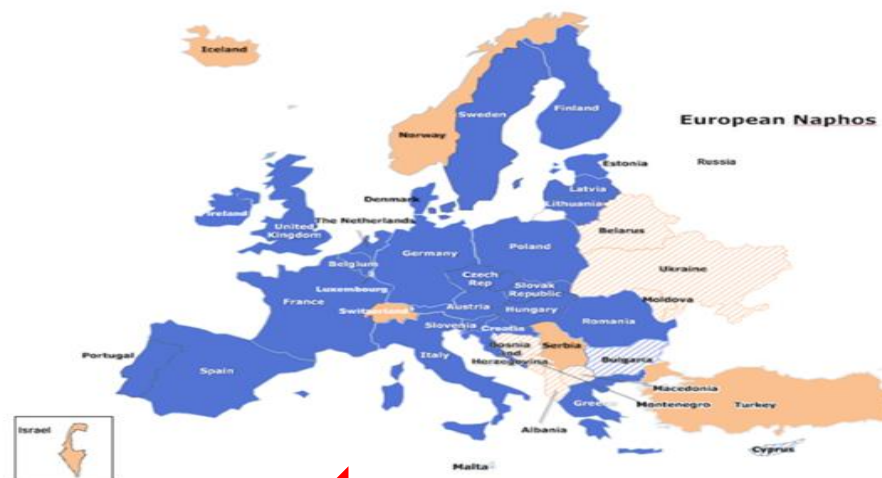 Iceland
Norway
Sweden
Finland
European Naphos
Estonia
Russia
Latvia
Lithuania
Denmark
Ireland
United
Kingdom
The Netherlands
Belarus
Poland
Germany
Belgium
Ukraine
Czech
Rep
Slovak
Republic
Luxembourg
France
Moldova
Austria
Hungary
Switzerland
Romania
Slovenia
Croatia
Bosnia
and
Herzegovina
Serbia
Bulgaria
Portugal
Spain
Italy
Macedonia
Montenegro
Turkey
Greece
Albania
Israel
Cyprus
Malta